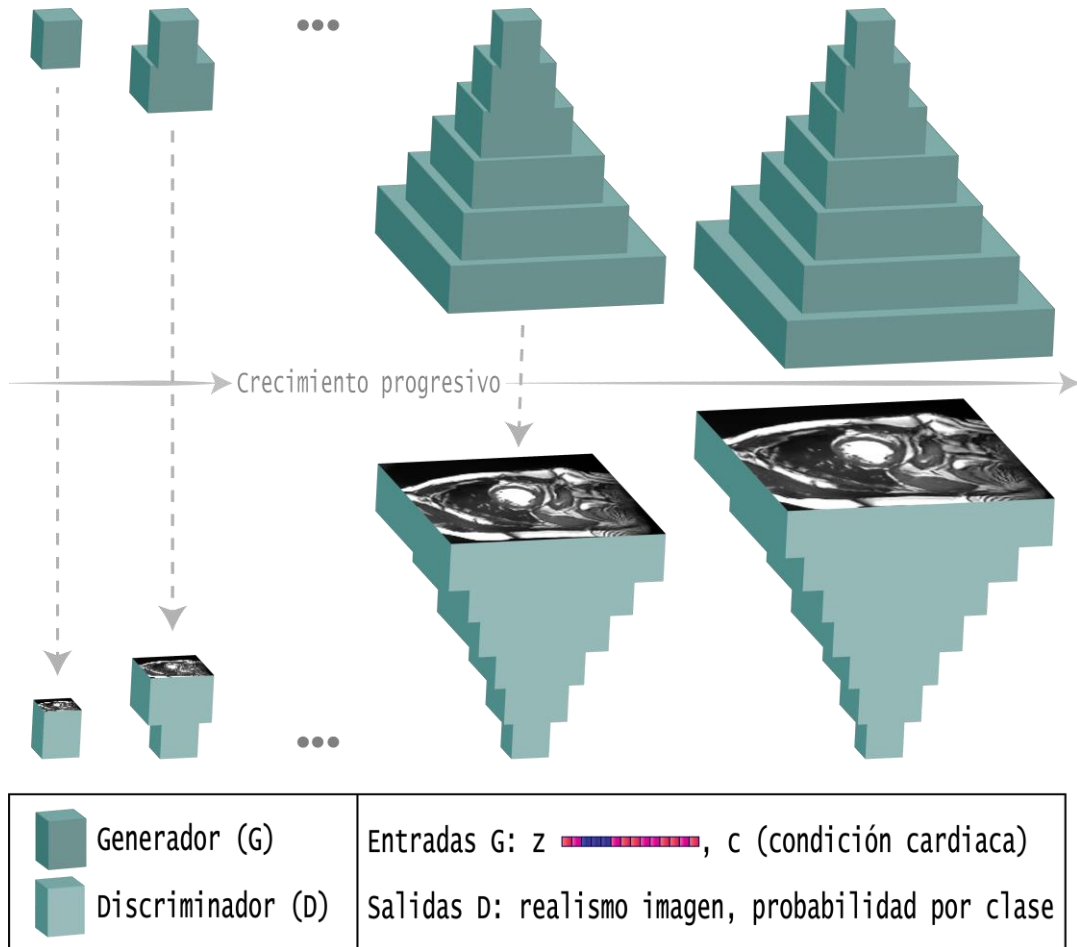 Crecimiento progresivo
Generador (G)
Discriminador (D)
Entradas G: z , c (condición cardiaca)
Salidas D: realismo imagen, probabilidad por clase